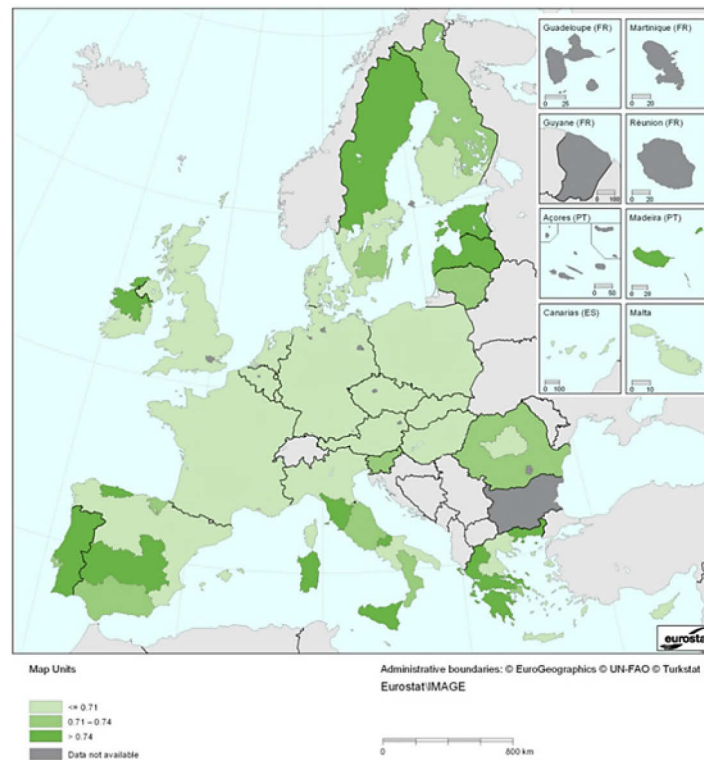 Guadeloupe (FR)
0 25
Martinique (FR)
0 20
Guyane (FR)
0 100
Réunion (FR)
0 20
Açores (PT)
0 50
Madeira (PT)
0 20
Canarias (ES)
0 100
Malta
0 10
eurostat
Map Units
<= 0.71
0.71 – 0.74
> 0.74
Data not available
Administrative boundaries: © EuroGeographics © UN-FAO © Turkstat
Eurostat\IMAGE
0 800 km